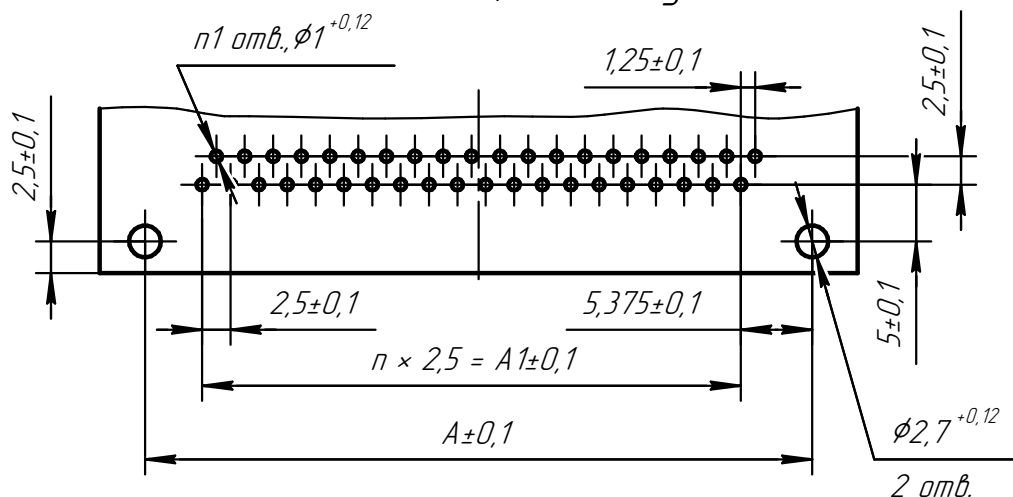 n1 отв., ϕ1 +0,12
1,25±0,1
2,5±0,1
2,5±0,1
2,5±0,1
5,375±0,1
5±0,1
n × 2,5 = A1±0,1
A±0,1
ϕ2,7 +0,12
2 отв.